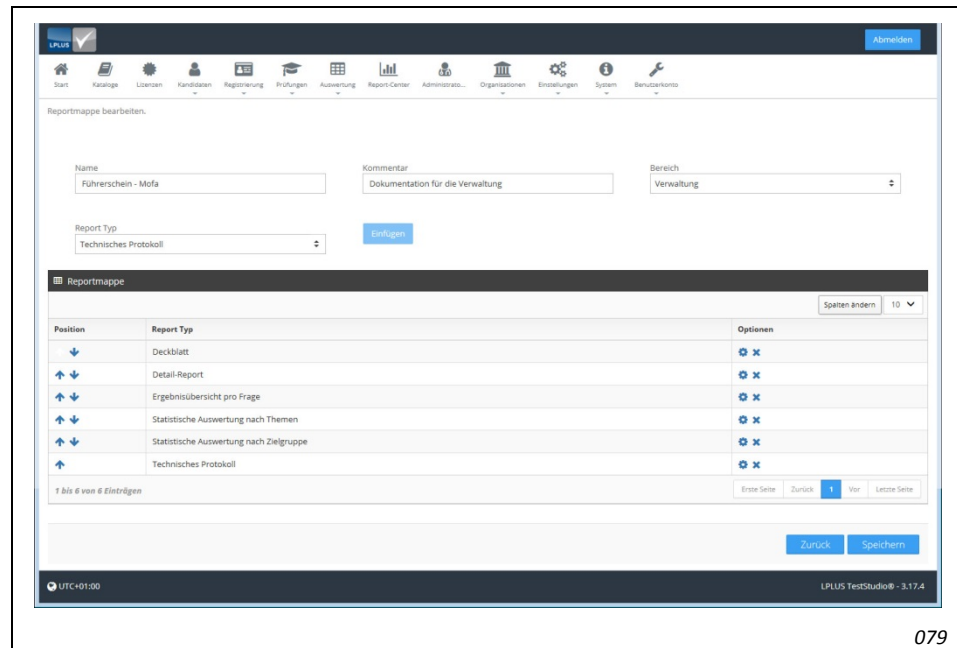 LPLUS
Abmelden
Start Kataloge Lizenzen Kandidaten Registrierung Prüfungen Auswertung Report-Center Administrato... Organisationen Einstellungen System Benutzerkonto
Reportmappe bearbeiten.
Name Kommentar Bereich
Führerschein - Mofa Dokumentation für die Verwaltung Verwaltung
Report Typ
Technisches Protokoll Einfügen
Reportmappe
Spalten ändern 10
Position Report Typ Optionen
Deckblatt
Detail-Report
Ergebnisübersicht pro Frage
Statistische Auswertung nach Themen
Statistische Auswertung nach Zielgruppe
Technisches Protokoll
1 bis 6 von 6 Einträgen Erste Seite Zurück 1 Vor Letzte Seite
Zurück Speichern
UTC+01:00 LPLUS TestStudio® - 3.17.4
079